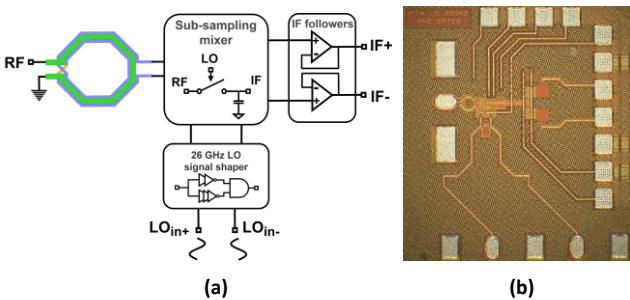 Sub-sampling
mixer
LO
RF
IF
IF followers
+
-
-
+
IF+
IF-
RF
26 GHz LO
signal shaper
LOin+
LOin-
(a)
(b)